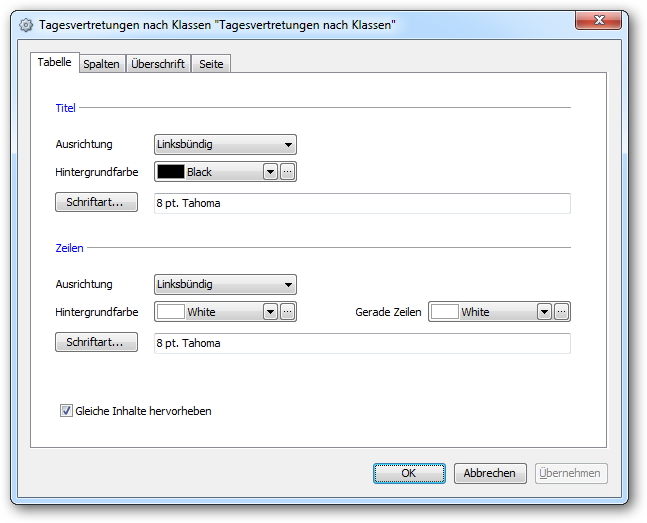 Tagesvertretungen nach Klassen "Tagesvertretungen nach Klassen"
Tabelle Spalten Überschrift Seite
Titel
Ausrichtung Linksbündig
Hintergrundfarbe Black ...
Schriftart... 8 pt. Tahoma
Zeilen
Ausrichtung Linksbündig
Hintergrundfarbe White ... Gerade Zeilen White ...
Schriftart... 8 pt. Tahoma
Gleiche Inhalte hervorheben
OK Abbrechen Übernehmen